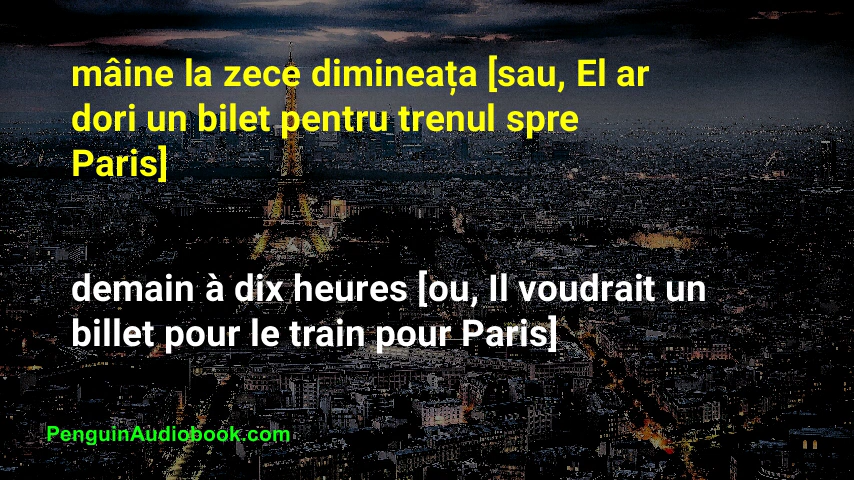 mâine la zece dimineața [sau, El ar
dori un bilet pentru trenul spre
Paris]
demain à dix heures [ou, Il voudrait un
billet pour le train pour Paris]
PenguinAudiobook.com